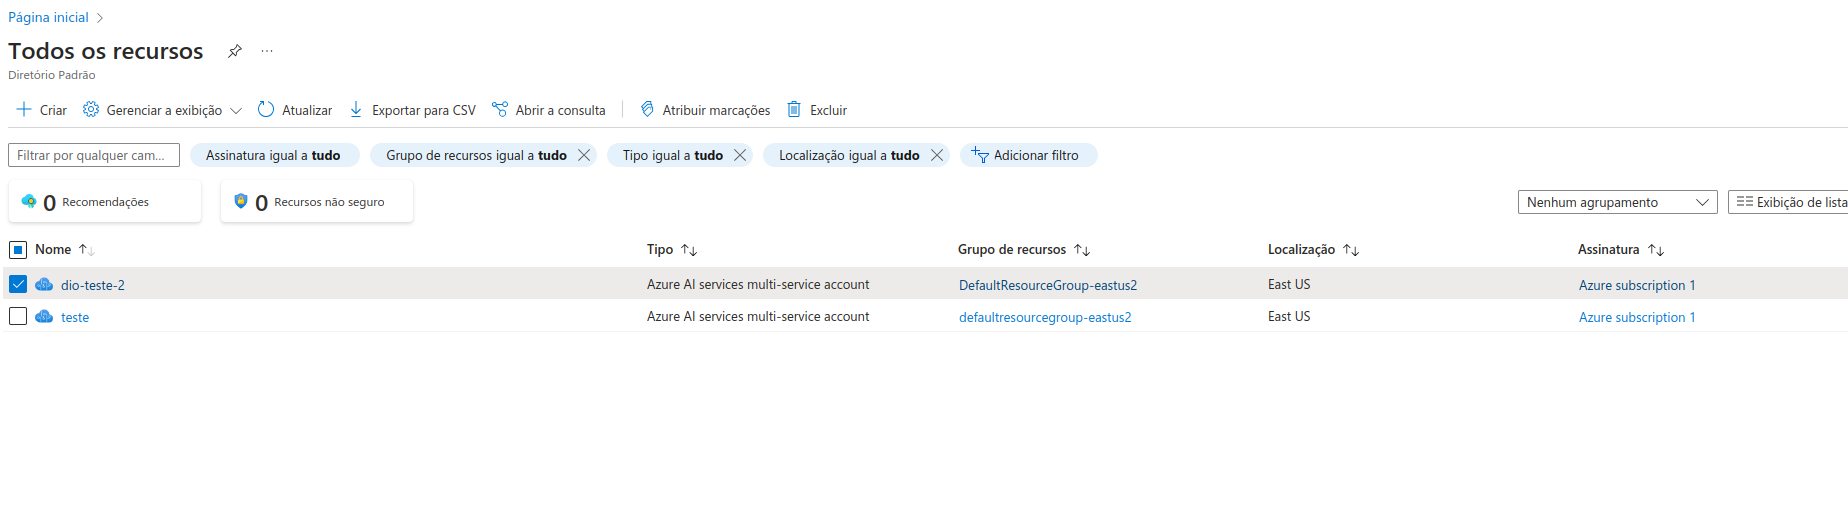 Página inicial
Todos os recursos
Diretório Padrão
Criar Gerenciar a exibição Atualizar Exportar para CSV Abrir a consulta Atribuir marcações Excluir
Filtrar por qualquer cam... Assinatura igual a tudo Grupo de recursos igual a tudo Tipo igual a tudo Localização igual a tudo Adicionar filtro
0 Recomendações 0 Recursos não seguro Nenhum agrupamento Exibição de lista
Nome Tipo Grupo de recursos Localização Assinatura
dio-teste-2 Azure AI services multi-service account DefaultResourceGroup-eastus2 East US Azure subscription 1
teste Azure AI services multi-service account defaultresourcegroup-eastus2 East US Azure subscription 1